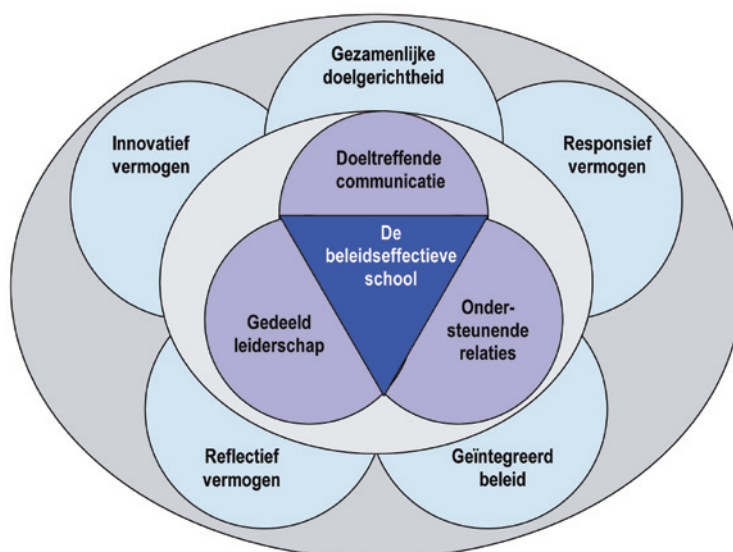 Gezamenlijke
doelgerichtheid
Innovatief
vermogen
Responsief
vermogen
Doeltreffende
communicatie
De
beleidseffectieve
school
Gedeeld
leiderschap
Onder-
steunende
relaties
Reflectief
vermogen
Geïntegreerd
beleid